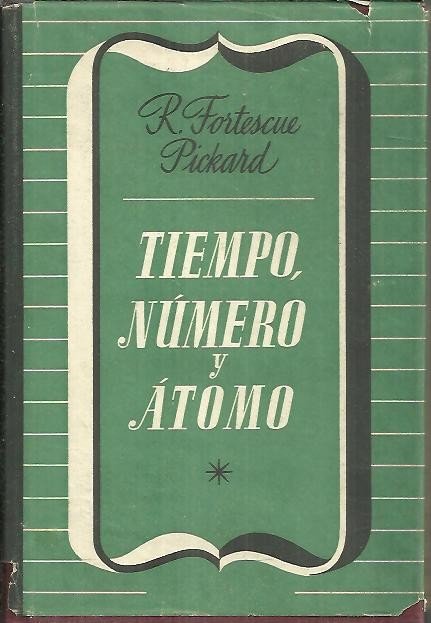 R. Fortescue
Pickard
TIEMPO,
NÚMERO
y
ÁTOMO
*